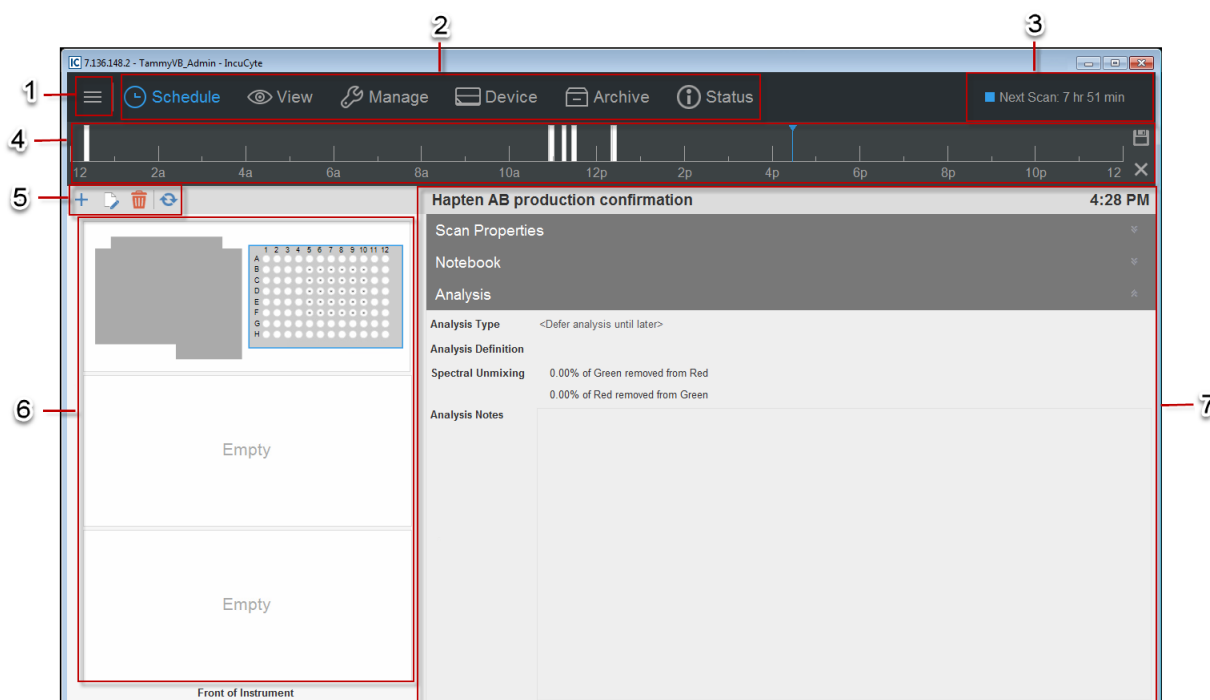 2
3
IC 7.136.148.2 - TammyVB_Admin - IncuCyte
1
Schedule View Manage Device Archive Status
Next Scan: 7 hr 51 min
4
12 2a 4a 6a 8a 10a 12p 2p 4p 6p 8p 10p 12
5
Hapten AB production confirmation 4:28 PM
Scan Properties
1 2 3 4 5 6 7 8 9 10 11 12
A
B
C
D
E
F
G
H
Notebook
Analysis
Analysis Type <Defer analysis until later>
Analysis Definition
Spectral Unmixing 0.00% of Green removed from Red
0.00% of Red removed from Green
Analysis Notes
6
7
Empty
Empty
Front of Instrument